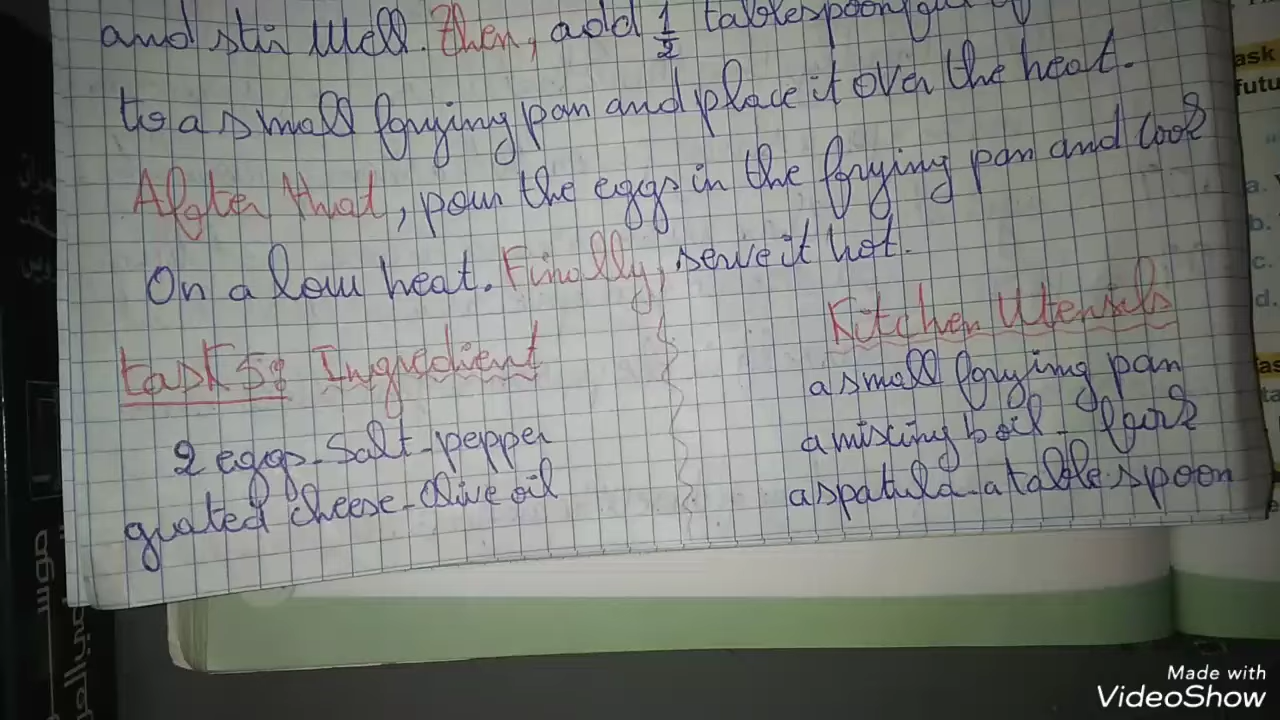 and stir well. Then, add 1/2 tablespoonful of
to a small frying pan and place it over the heat.
After that, pour the eggs in the frying pan and cook
On a low heat. Finally, serve it hot.
task 5: Ingredient
2 eggs - Salt - pepper
grated cheese - Olive oil
Kitchen Utensils
a small frying pan
a mixing boil - fork
a spatula - a table spoon
ask
futu
a.
b.
c.
d.
Made with
VideoShow